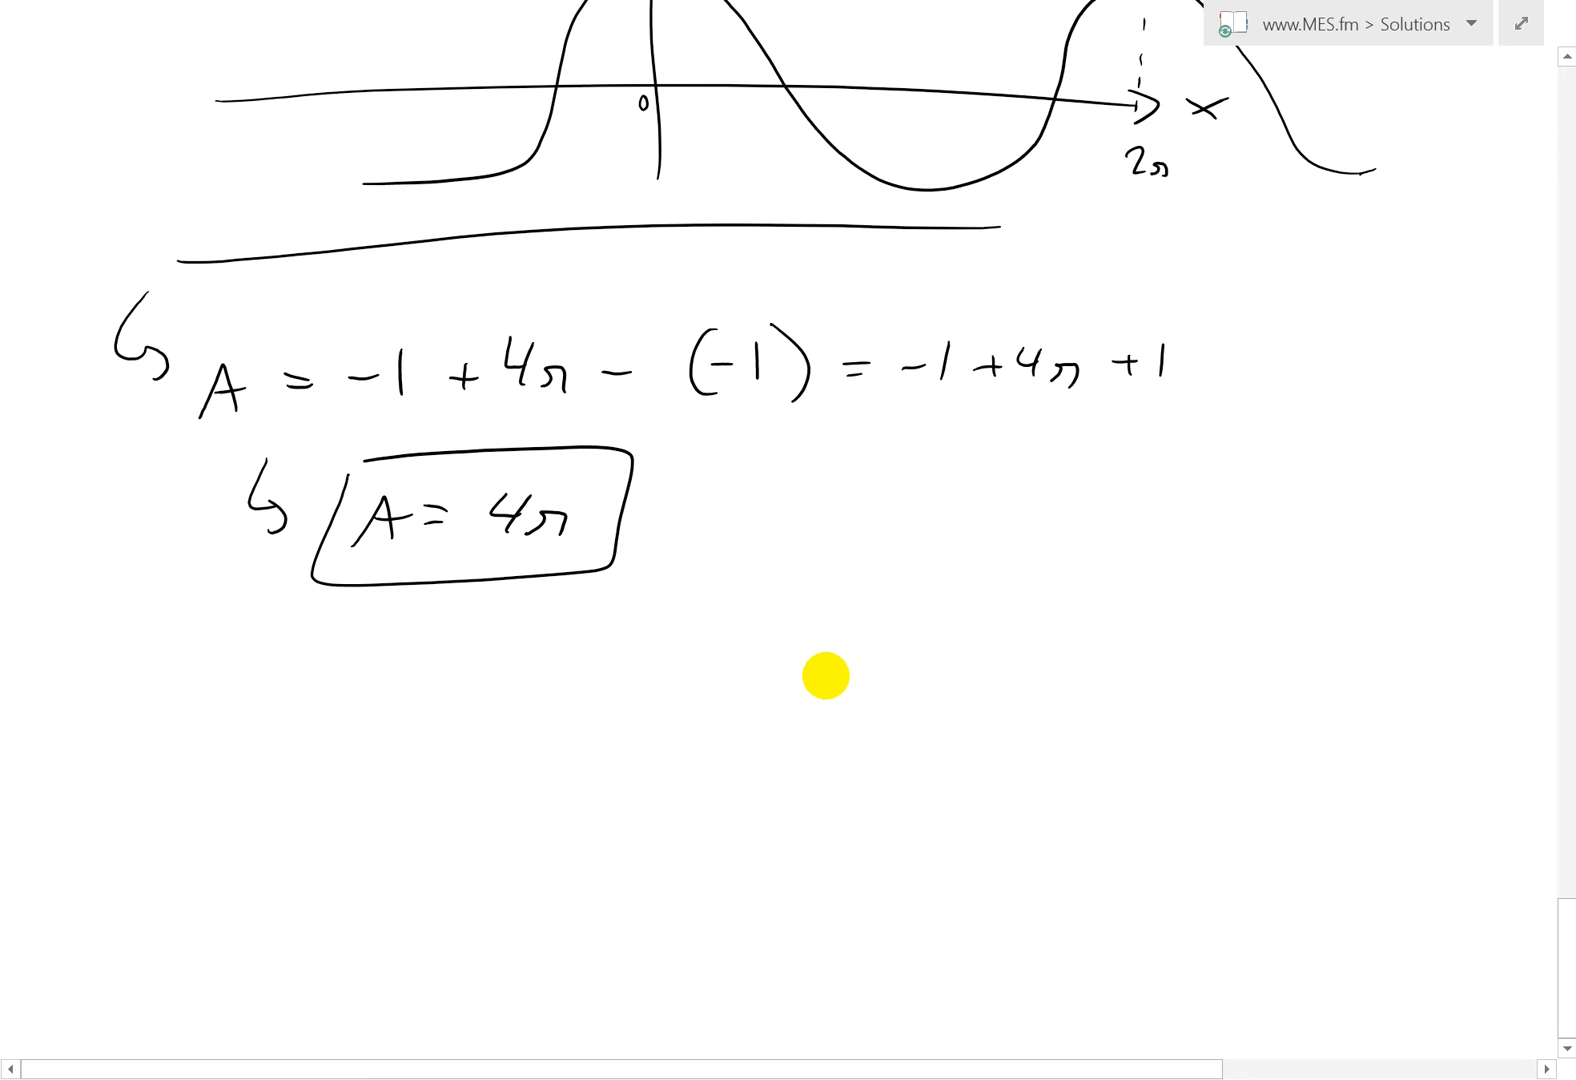 www.MES.fm > Solutions
0
x
2π
A = -1 + 4π - (-1) = -1 + 4π + 1
A = 4π